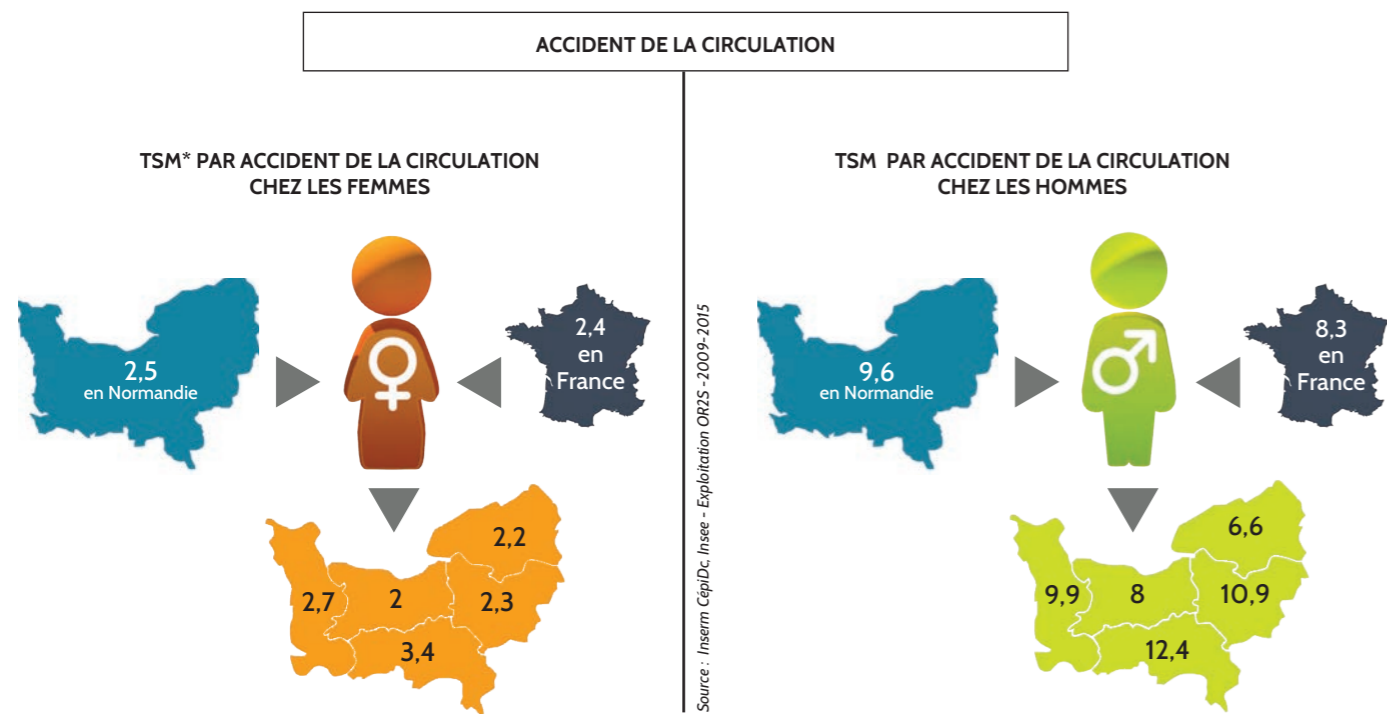 ACCIDENT DE LA CIRCULATION
TSM* PAR ACCIDENT DE LA CIRCULATION
CHEZ LES FEMMES
2,5
en Normandie
2,4
en
France
2,2
2,7
2
2,3
3,4
Source : Inserm CépiDc, Insee - Exploitation OR2S -2009-2015
TSM PAR ACCIDENT DE LA CIRCULATION
CHEZ LES HOMMES
9,6
en Normandie
8,3
en
France
6,6
9,9
8
10,9
12,4